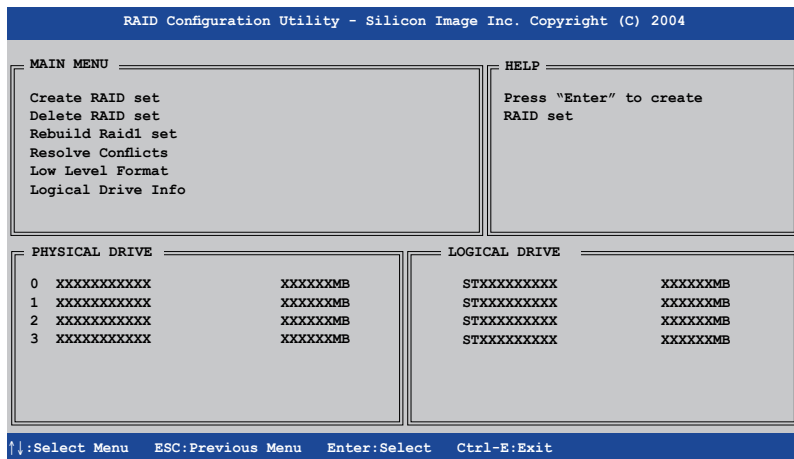 RAID Configuration Utility - Silicon Image Inc. Copyright (C) 2004
MAIN MENU
Create RAID set
Delete RAID set
Rebuild Raid1 set
Resolve Conflicts
Low Level Format
Logical Drive Info
HELP
Press “Enter” to create
RAID set
PHYSICAL DRIVE
0 XXXXXXXXXXX XXXXXXMB
1 XXXXXXXXXXX XXXXXXMB
2 XXXXXXXXXXX XXXXXXMB
3 XXXXXXXXXXX XXXXXXMB
LOGICAL DRIVE
STXXXXXXXXX XXXXXXMB
STXXXXXXXXX XXXXXXMB
STXXXXXXXXX XXXXXXMB
STXXXXXXXXX XXXXXXMB
↑↓:Select Menu ESC:Previous Menu Enter:Select Ctrl-E:Exit